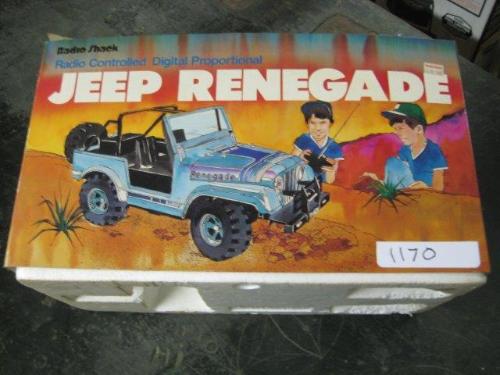 Radio Shack
Radio Controlled Digital Proportional
JEEP RENEGADE
Renegade
1170